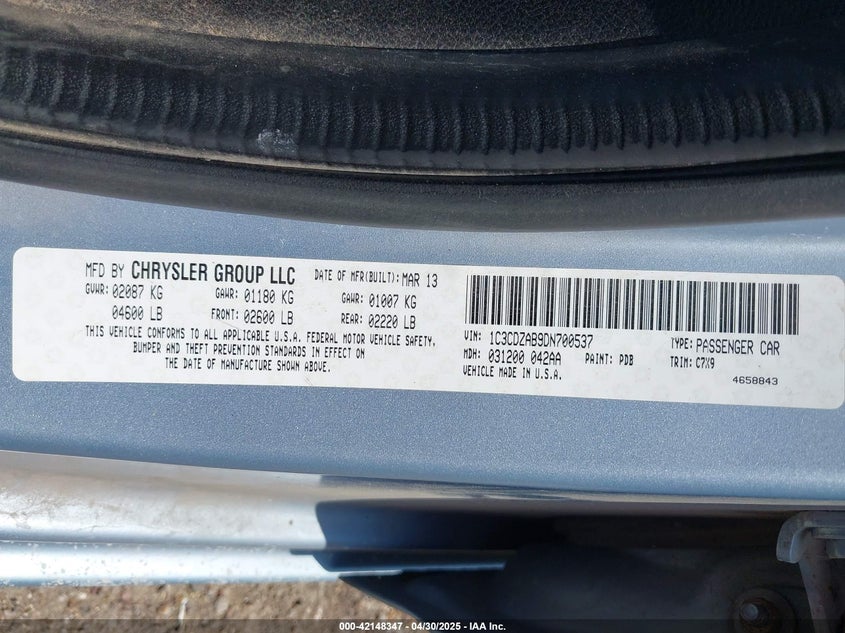 MFD BY CHRYSLER GROUP LLC DATE OF MFR(BUILT): MAR 13
GVWR: 02087 KG GAWR: 01180 KG GAWR: 01007 KG
04600 LB FRONT: 02600 LB REAR: 02220 LB
THIS VEHICLE CONFORMS TO ALL APPLICABLE U.S.A. FEDERAL MOTOR VEHICLE SAFETY,
BUMPER AND THEFT PREVENTION STANDARDS IN EFFECT ON
THE DATE OF MANUFACTURE SHOWN ABOVE.
VIN: 1C3CDZAB9DN700537 TYPE: PASSENGER CAR
MDH: 031200 042AA PAINT: PDB TRIM: C7X9
VEHICLE MADE IN U.S.A.
4658843
000-42148347 - 04/30/2025 - IAA Inc.